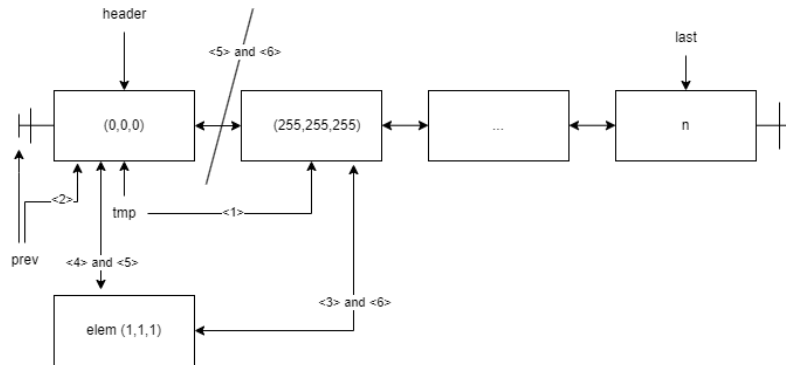 header
<5> and <6>
last
(0,0,0)
(255,255,255)
...
n
<2>
tmp
<1>
prev
<4> and <5>
<3> and <6>
elem (1,1,1)